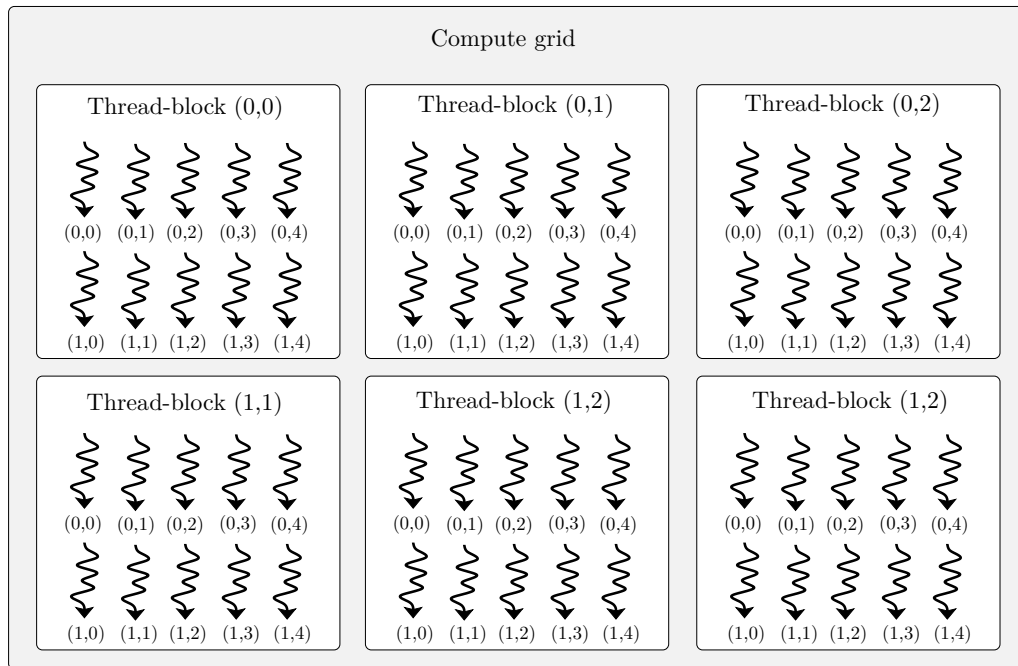 Compute grid
Thread-block (0,0)
(0,0) (0,1) (0,2) (0,3) (0,4)
(1,0) (1,1) (1,2) (1,3) (1,4)
Thread-block (0,1)
(0,0) (0,1) (0,2) (0,3) (0,4)
(1,0) (1,1) (1,2) (1,3) (1,4)
Thread-block (0,2)
(0,0) (0,1) (0,2) (0,3) (0,4)
(1,0) (1,1) (1,2) (1,3) (1,4)
Thread-block (1,1)
(0,0) (0,1) (0,2) (0,3) (0,4)
(1,0) (1,1) (1,2) (1,3) (1,4)
Thread-block (1,2)
(0,0) (0,1) (0,2) (0,3) (0,4)
(1,0) (1,1) (1,2) (1,3) (1,4)
Thread-block (1,2)
(0,0) (0,1) (0,2) (0,3) (0,4)
(1,0) (1,1) (1,2) (1,3) (1,4)